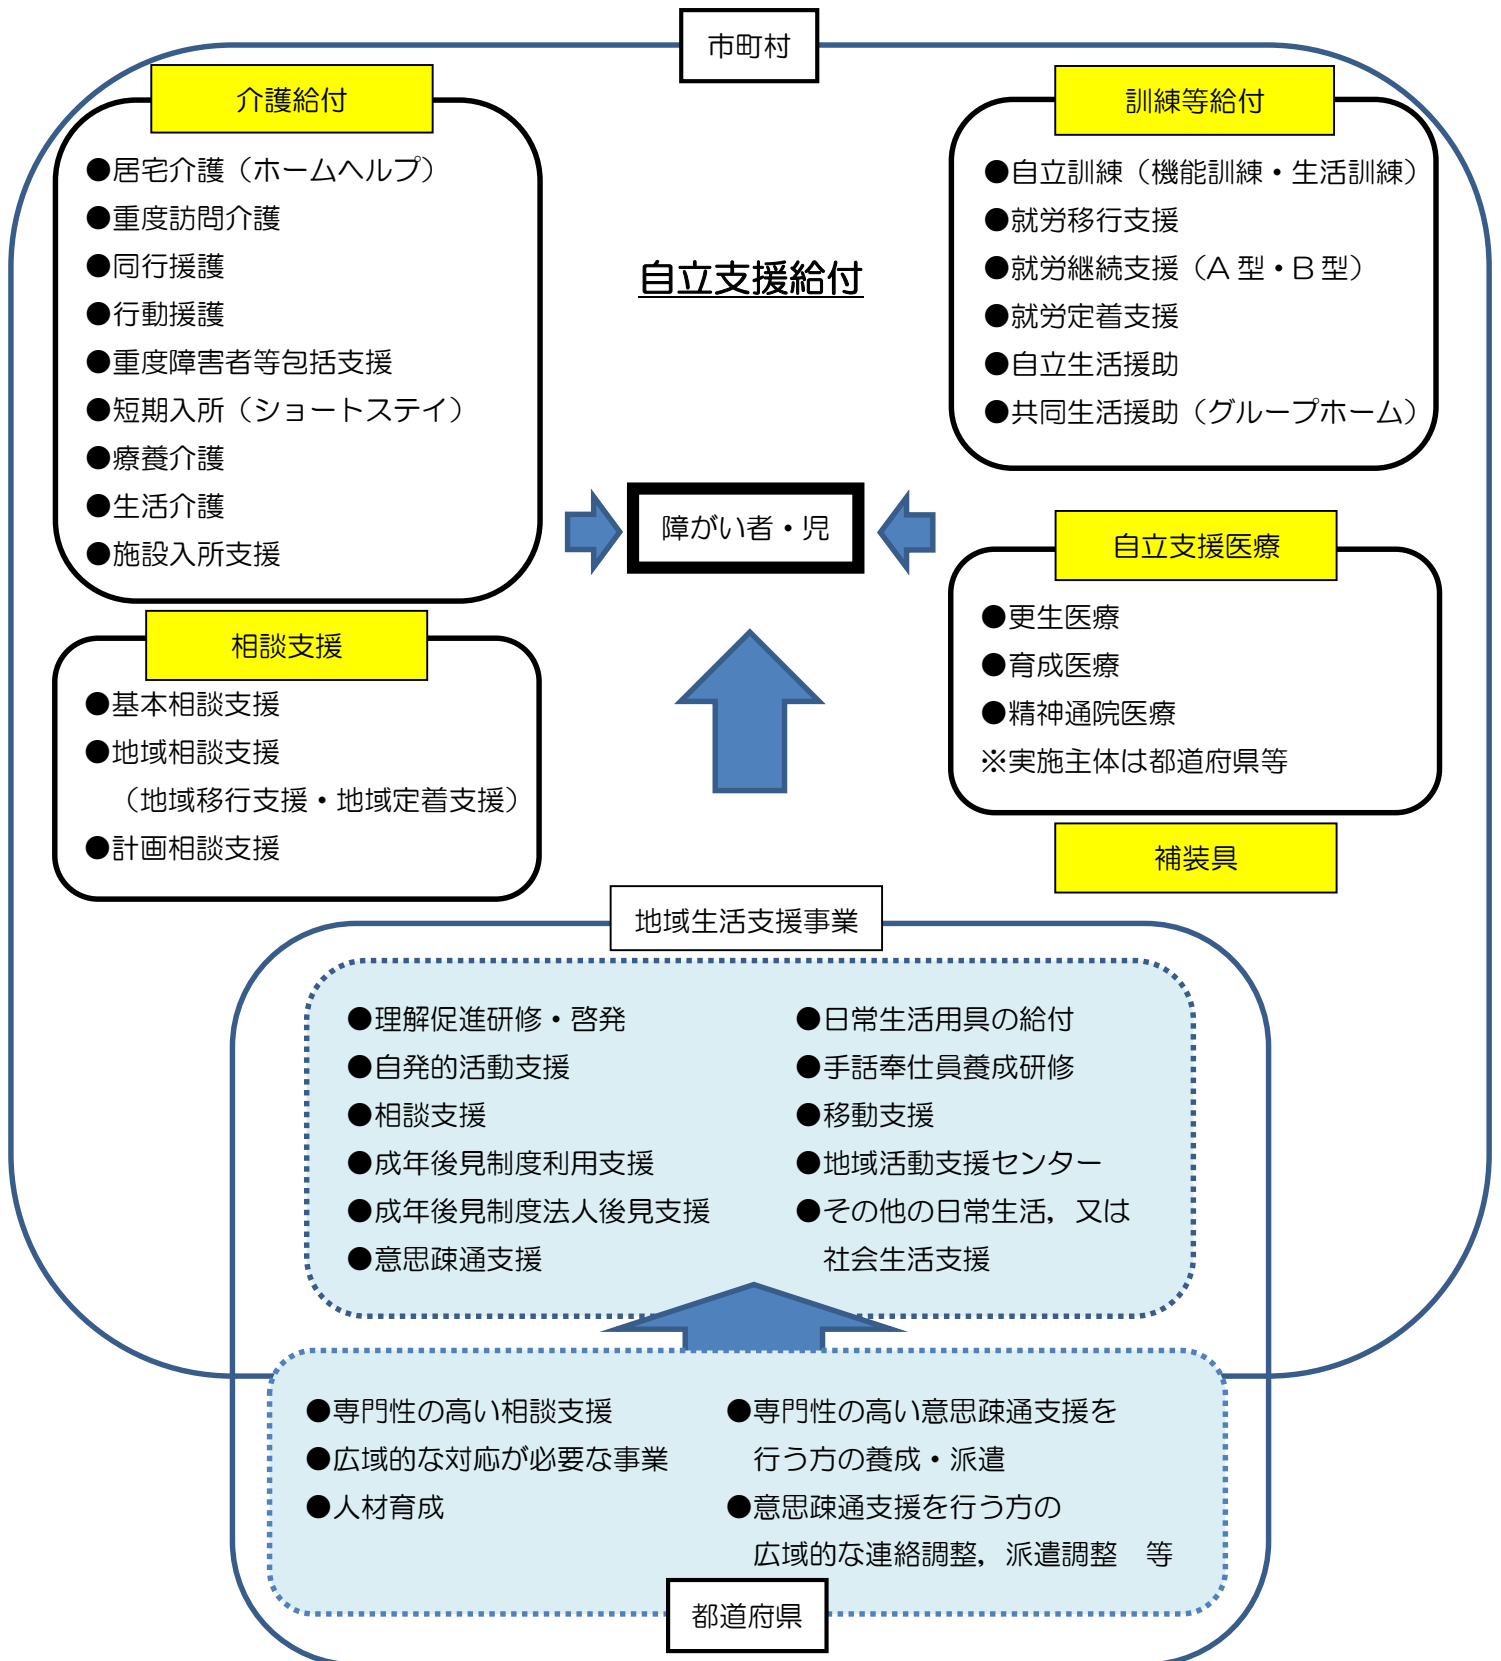 市町村
介護給付
●居宅介護（ホームヘルプ）
●重度訪問介護
●同行援護
●行動援護
●重度障害者等包括支援
●短期入所（ショートステイ）
●療養介護
●生活介護
●施設入所支援
相談支援
●基本相談支援
●地域相談支援
（地域移行支援・地域定着支援）
●計画相談支援
自立支援給付
障がい者・児
訓練等給付
●自立訓練（機能訓練・生活訓練）
●就労移行支援
●就労継続支援（A型・B型）
●就労定着支援
●自立生活援助
●共同生活援助（グループホーム）
自立支援医療
●更生医療
●育成医療
●精神通院医療
※実施主体は都道府県等
補装具
地域生活支援事業
●理解促進研修・啓発
●自発的活動支援
●相談支援
●成年後見制度利用支援
●成年後見制度法人後見支援
●意思疎通支援
●日常生活用具の給付
●手話奉仕員養成研修
●移動支援
●地域活動支援センター
●その他の日常生活，又は
社会生活支援
●専門性の高い相談支援
●広域的な対応が必要な事業
●人材育成
●専門性の高い意思疎通支援を
行う方の養成・派遣
●意思疎通支援を行う方の
広域的な連絡調整，派遣調整　等
都道府県